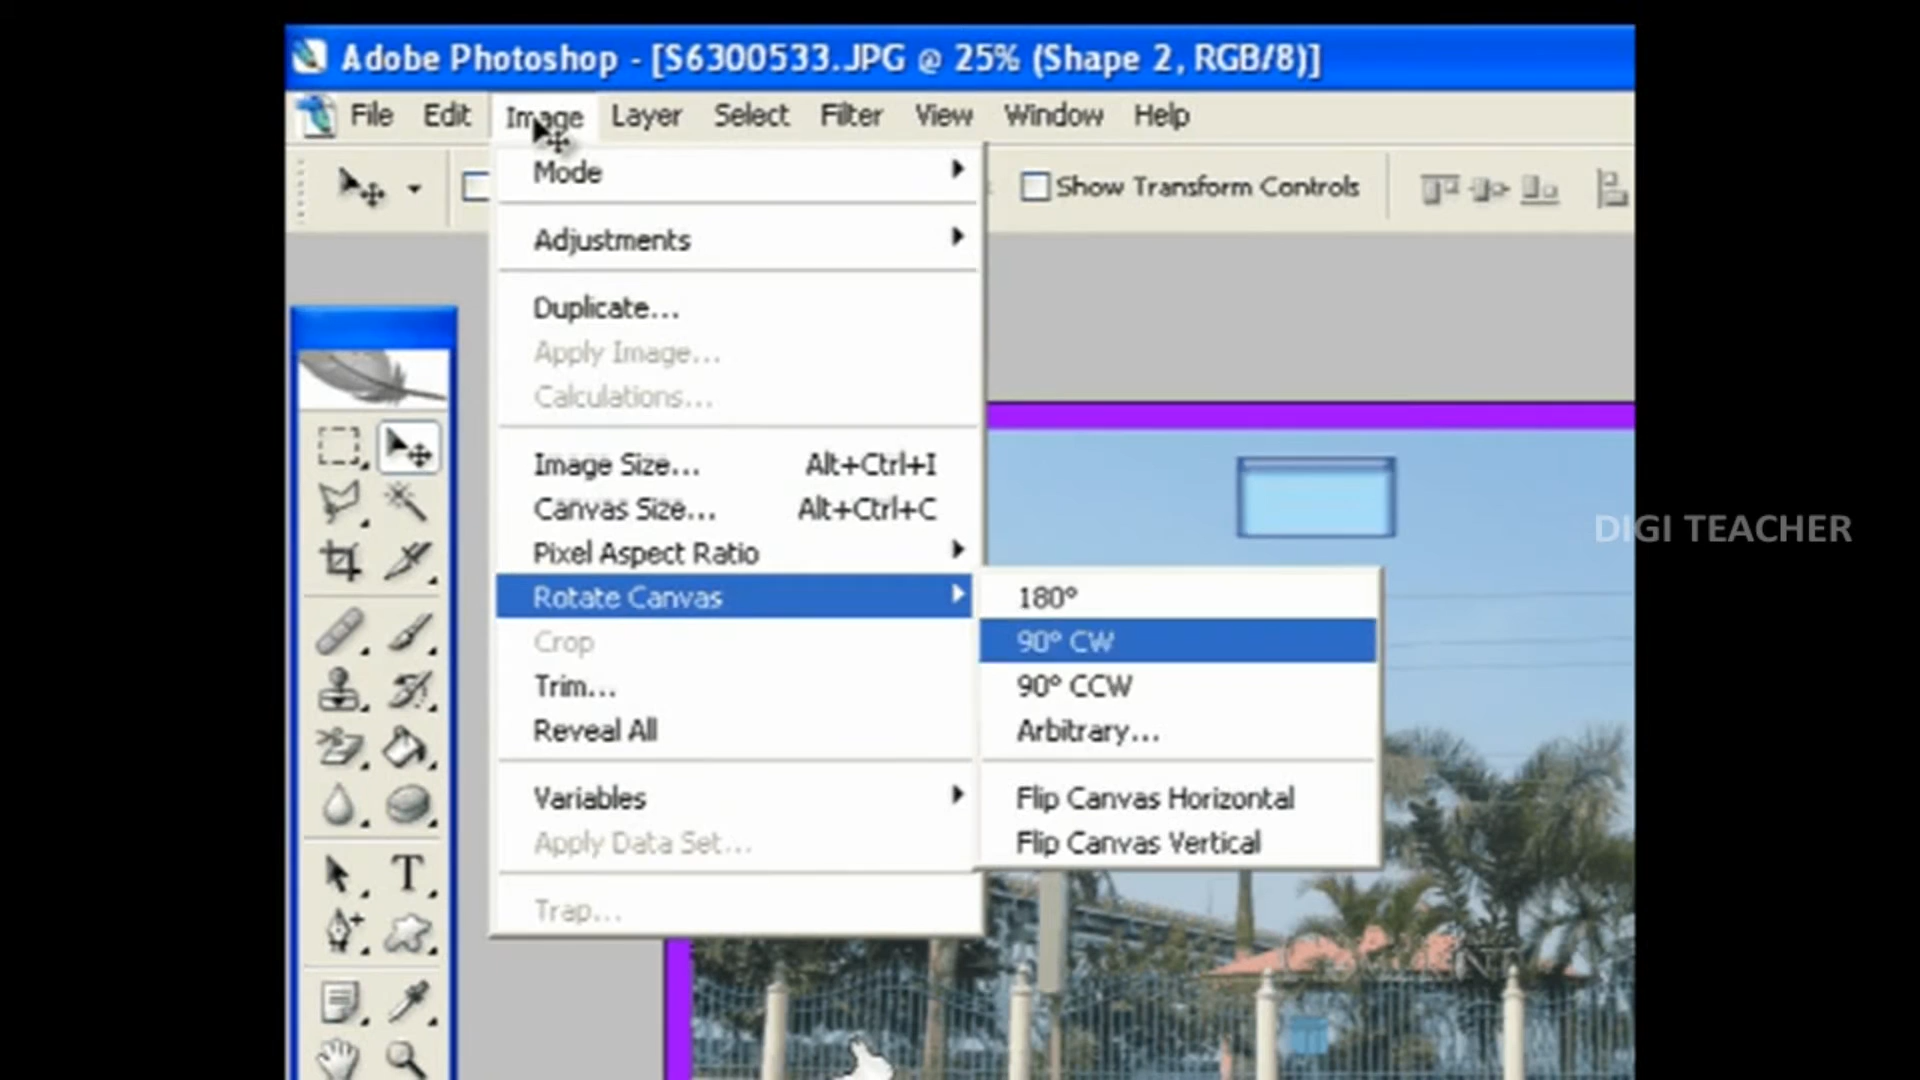 Adobe Photoshop - [S6300533.JPG @ 25% (Shape 2, RGB/8)]
File Edit Image Layer Select Filter View Window Help
Show Transform Controls
Mode
Adjustments
Duplicate...
Apply Image...
Calculations...
Image Size... Alt+Ctrl+I
Canvas Size... Alt+Ctrl+C
Pixel Aspect Ratio
Rotate Canvas
Crop
Trim...
Reveal All
Variables
Apply Data Set...
Trap...
180°
90° CW
90° CCW
Arbitrary...
Flip Canvas Horizontal
Flip Canvas Vertical
T
DIGI TEACHER